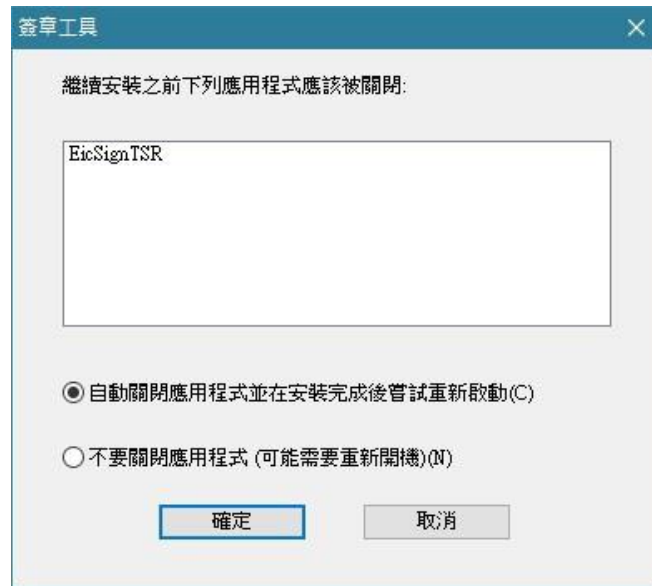 簽章工具
繼續安裝之前下列應用程式應該被關閉:
EicSignTSR
自動關閉應用程式並在安裝完成後嘗試重新啟動(C)
不要關閉應用程式 (可能需要重新開機)(N)
確定
取消